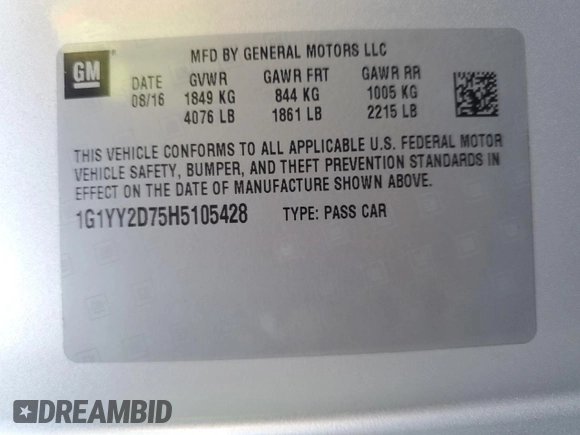 GM
MFD BY GENERAL MOTORS LLC
DATE GVWR GAWR FRT GAWR RR
08/16 1849 KG 844 KG 1005 KG
4076 LB 1861 LB 2215 LB
THIS VEHICLE CONFORMS TO ALL APPLICABLE U.S. FEDERAL MOTOR
VEHICLE SAFETY, BUMPER, AND THEFT PREVENTION STANDARDS IN
EFFECT ON THE DATE OF MANUFACTURE SHOWN ABOVE.
1G1YY2D75H5105428 TYPE: PASS CAR
DREAMBID